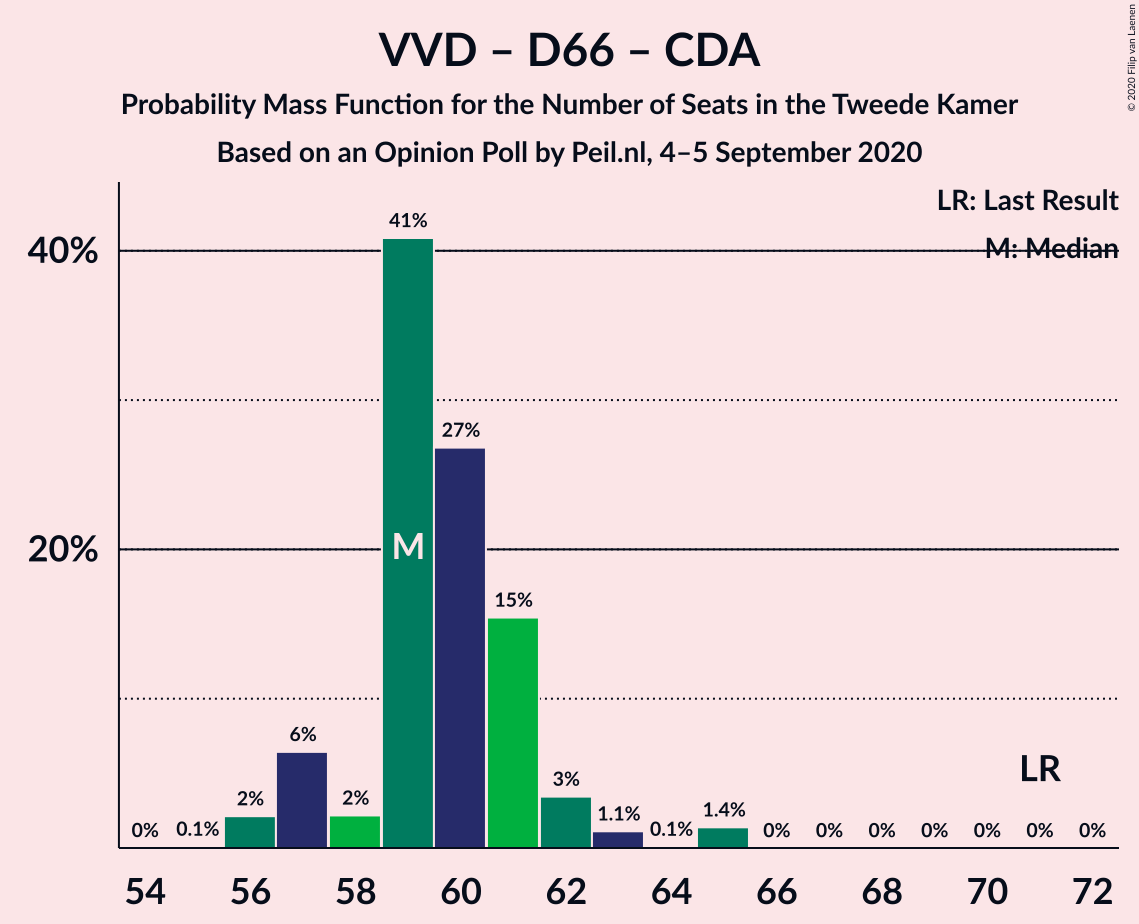 VVD – D66 – CDA
Probability Mass Function for the Number of Seats in the Tweede Kamer
Based on an Opinion Poll by Peil.nl, 4–5 September 2020
© 2020 Filip van Laenen
LR: Last Result
M: Median
40%
20%
0%
0.1%
2%
6%
2%
41%
M
27%
15%
3%
1.1%
0.1%
1.4%
0%
0%
0%
0%
0%
0%
0%
LR
54 56 58 60 62 64 66 68 70 72